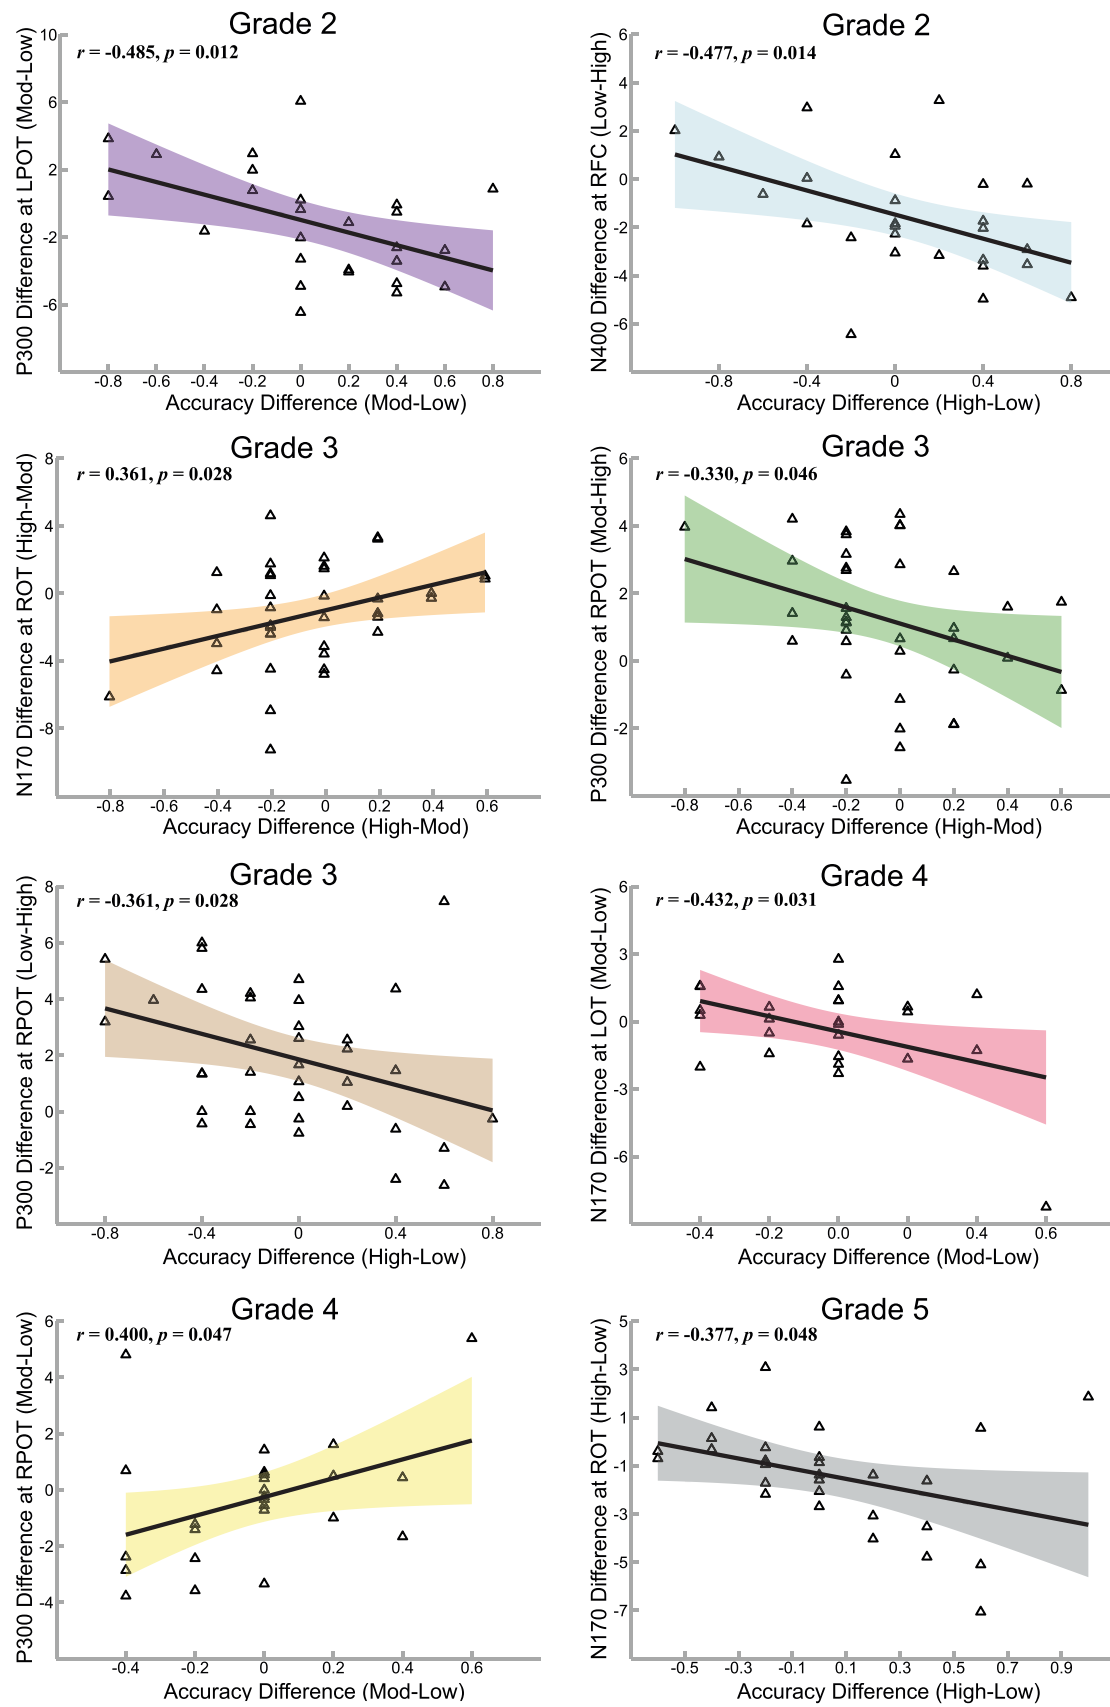 Grade 2
r = -0.485, p = 0.012
P300 Difference at LPOT (Mod-Low)
10
6
2
-2
-6
-0.8 -0.6 -0.4 -0.2 0 0.2 0.4 0.6 0.8
Accuracy Difference (Mod-Low)
Grade 2
r = -0.477, p = 0.014
N400 Difference at RFC (Low-High)
6
4
2
0
-2
-4
-6
-0.8 -0.4 0 0.4 0.8
Accuracy Difference (High-Low)
Grade 3
r = 0.361, p = 0.028
N170 Difference at ROT (High-Mod)
8
4
0
-4
-8
-0.8 -0.6 -0.4 -0.2 0 0.2 0.4 0.6
Accuracy Difference (High-Mod)
Grade 3
r = -0.330, p = 0.046
P300 Difference at RPOT (Mod-High)
6
4
2
0
-2
-0.8 -0.6 -0.4 -0.2 0 0.2 0.4 0.6
Accuracy Difference (High-Mod)
Grade 3
r = -0.361, p = 0.028
P300 Difference at RPOT (Low-High)
8
6
4
2
0
-2
-0.8 -0.6 -0.4 -0.2 0 0.2 0.4 0.6 0.8
Accuracy Difference (High-Low)
Grade 4
r = -0.432, p = 0.031
N170 Difference at LOT (Mod-Low)
6
3
0
-3
-6
-0.4 -0.2 0.0 0 0.4 0.6
Accuracy Difference (Mod-Low)
Grade 4
r = 0.400, p = 0.047
P300 Difference at RPOT (Mod-Low)
6
4
2
0
-2
-4
-0.4 -0.2 0 0.2 0.4 0.6
Accuracy Difference (Mod-Low)
Grade 5
r = -0.377, p = 0.048
N170 Difference at ROT (High-Low)
5
3
1
-1
-3
-5
-7
-0.5 -0.3 -0.1 0.1 0.3 0.5 0.7 0.9
Accuracy Difference (High-Low)